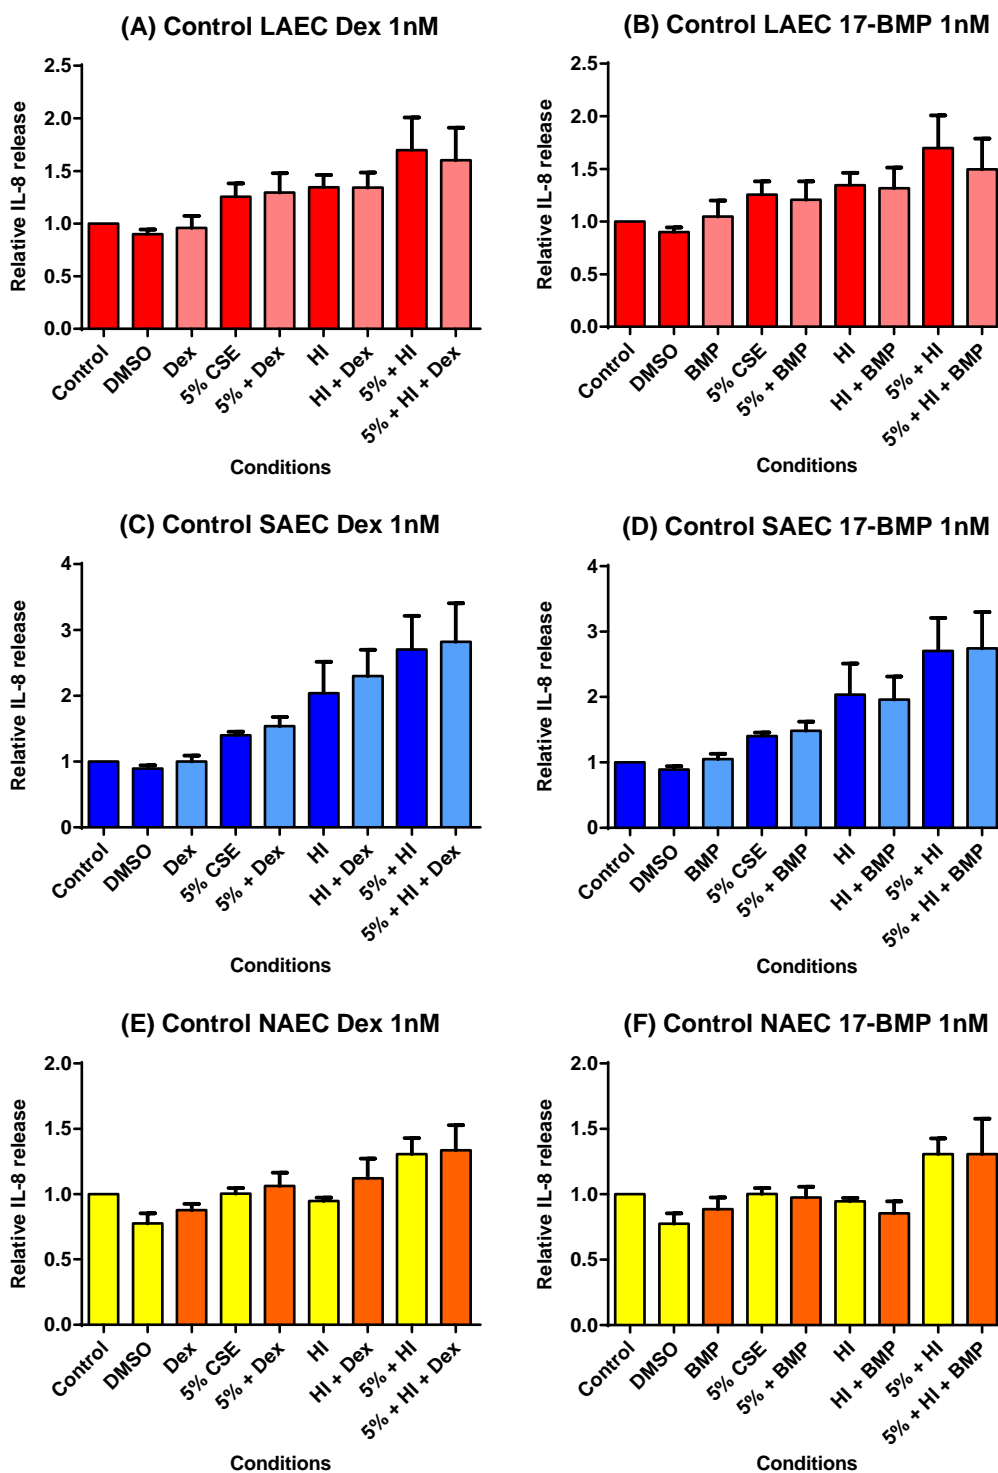 (A) Control LAEC Dex 1nM
Relative IL-8 release
2.5
2.0
1.5
1.0
0.5
0.0
Control
DMSO
Dex
5% CSE
5% + Dex
HI
HI + Dex
5% + HI
5% + HI + Dex
Conditions
(B) Control LAEC 17-BMP 1nM
Relative IL-8 release
2.5
2.0
1.5
1.0
0.5
0.0
Control
DMSO
BMP
5% CSE
5% + BMP
HI
HI + BMP
5% + HI
5% + HI + BMP
Conditions
(C) Control SAEC Dex 1nM
Relative IL-8 release
4
3
2
1
0
Control
DMSO
Dex
5% CSE
5% + Dex
HI
HI + Dex
5% + HI
5% + HI + Dex
Conditions
(D) Control SAEC 17-BMP 1nM
Relative IL-8 release
4
3
2
1
0
Control
DMSO
BMP
5% CSE
5% + BMP
HI
HI + BMP
5% + HI
5% + HI + BMP
Conditions
(E) Control NAEC Dex 1nM
Relative IL-8 release
2.0
1.5
1.0
0.5
0.0
Control
DMSO
Dex
5% CSE
5% + Dex
HI
HI + Dex
5% + HI
5% + HI + Dex
Conditions
(F) Control NAEC 17-BMP 1nM
Relative IL-8 release
2.0
1.5
1.0
0.5
0.0
Control
DMSO
BMP
5% CSE
5% + BMP
HI
HI + BMP
5% + HI
5% + HI + BMP
Conditions